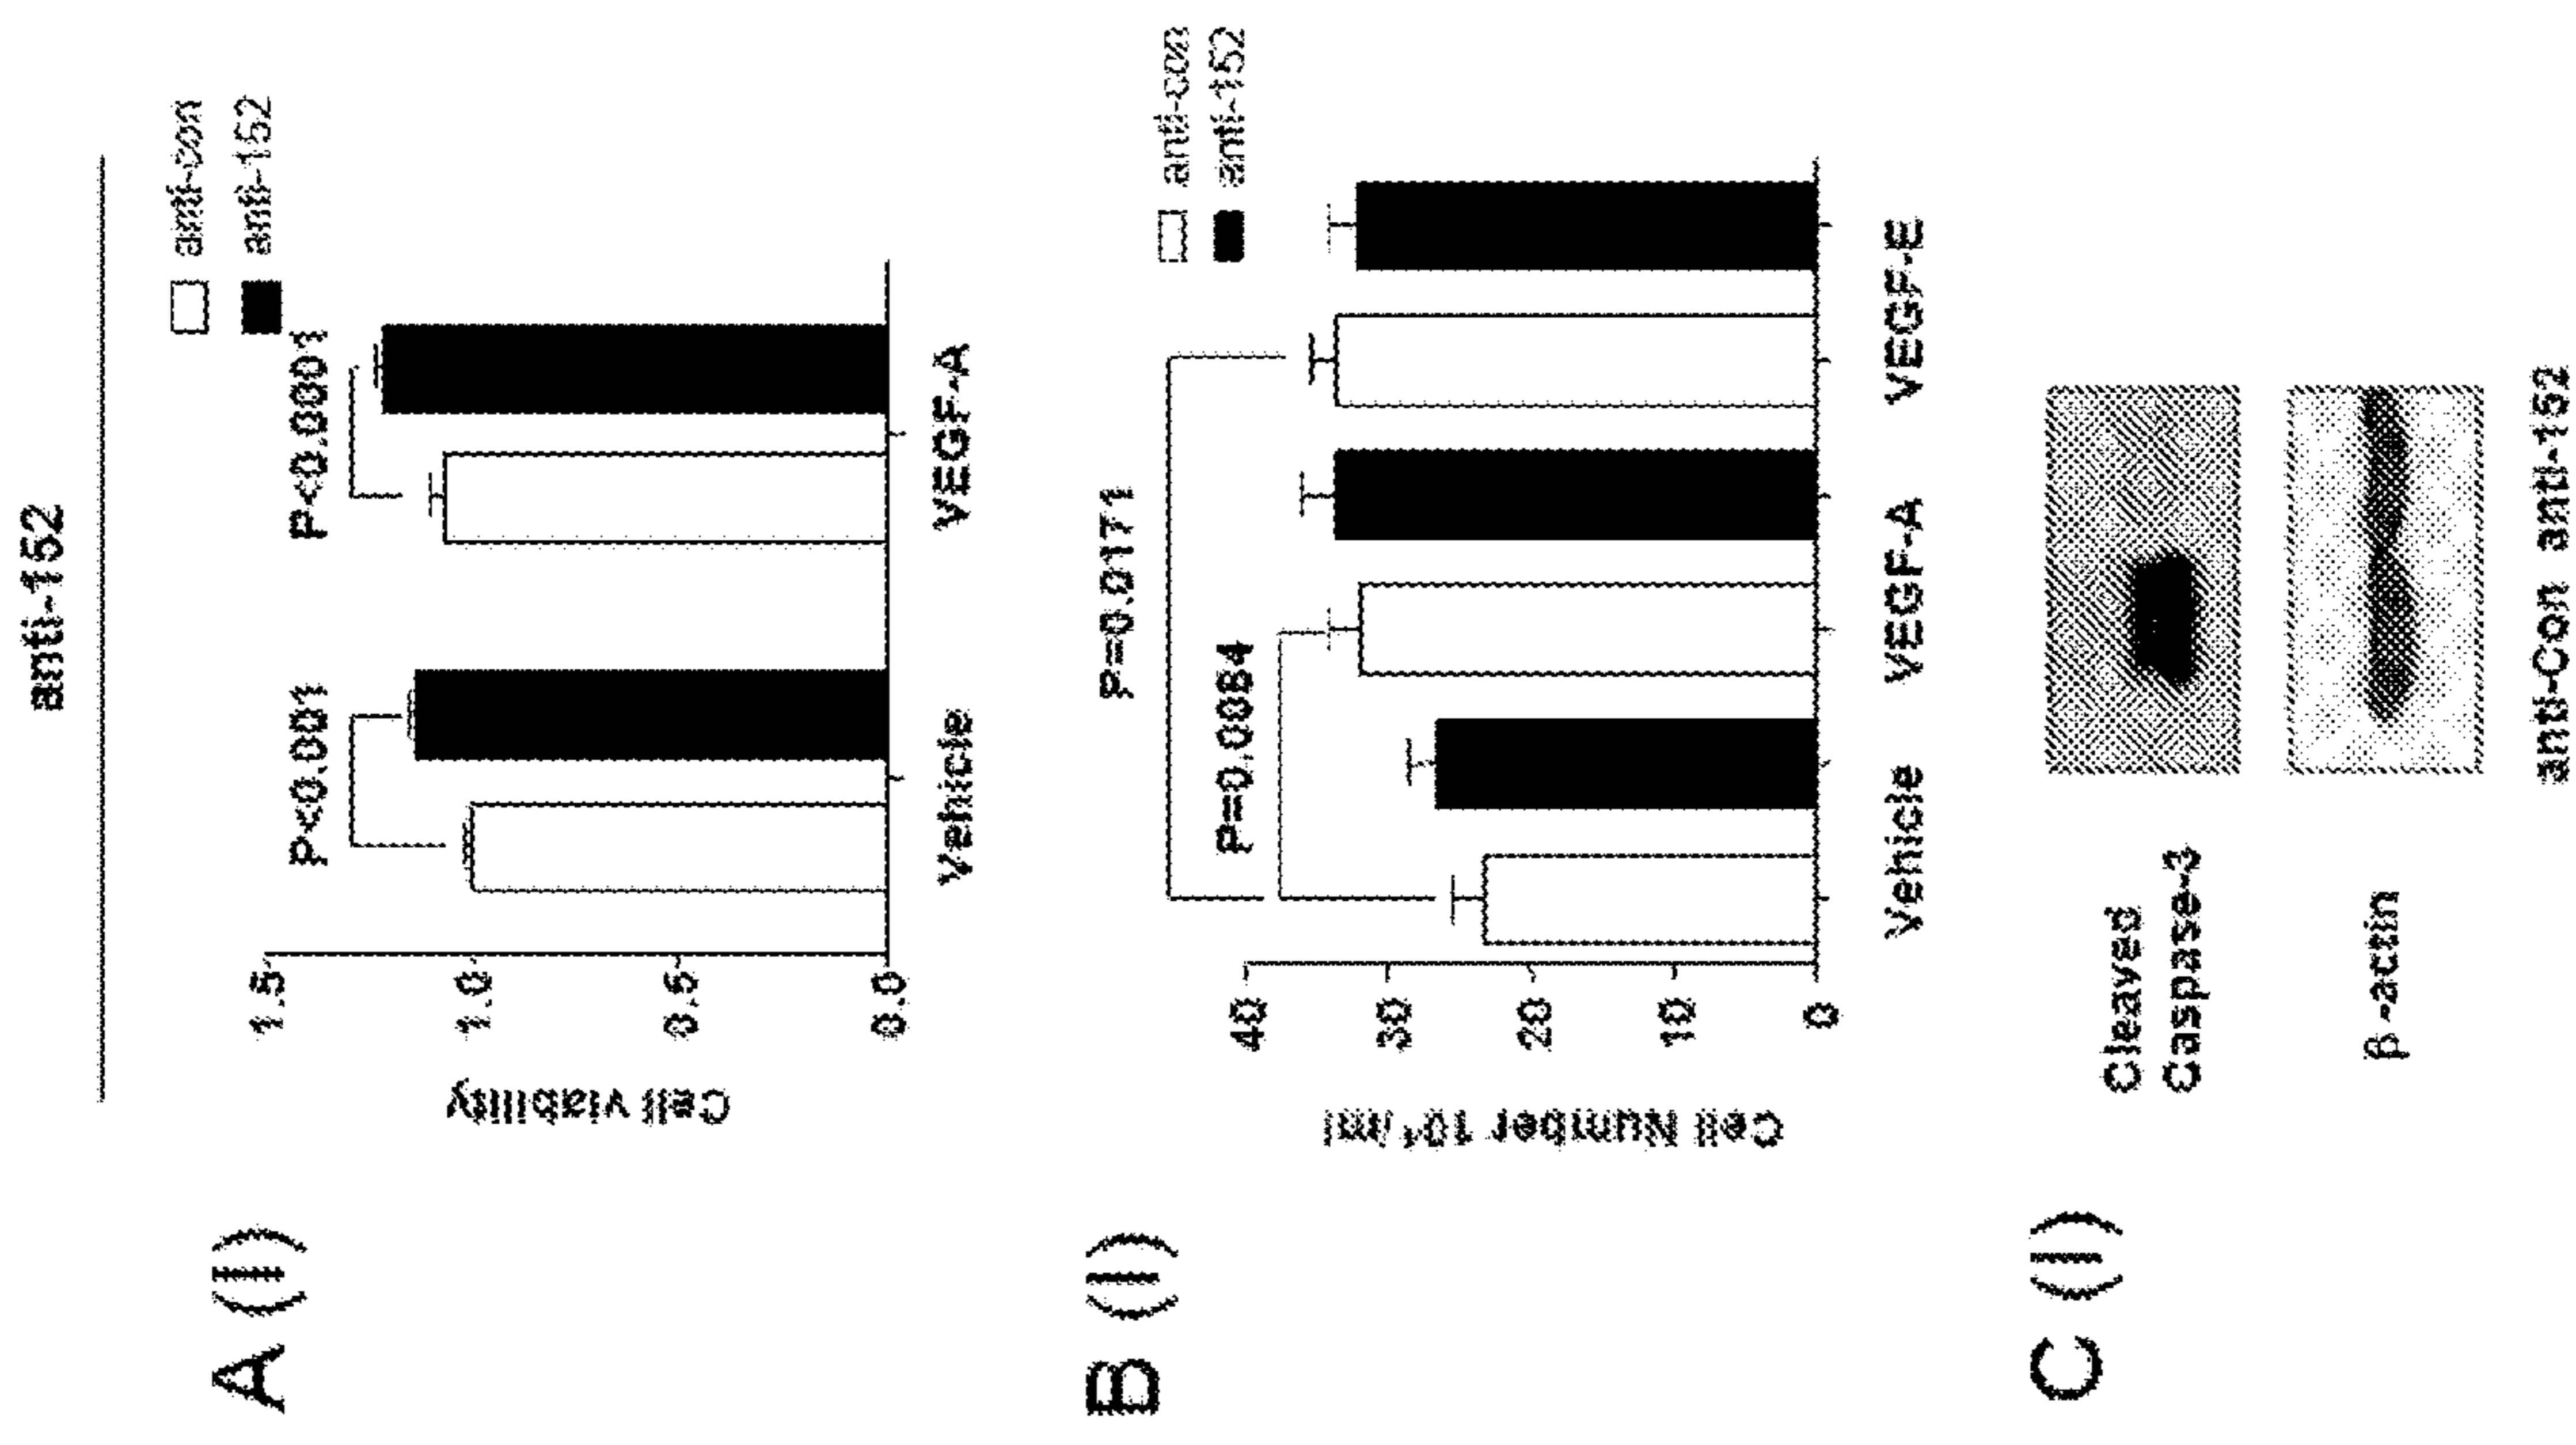 anti-152
A (I)
anti-con
anti-152
P<0.001
P<0.0001
Cell viability
1.5
1.0
0.5
0.0
Vehicle
VEGF-A
B (I)
anti-con
anti-152
P=0.0171
P=0.0084
Cell Number 10⁴/ml
40
30
20
10
0
Vehicle
VEGF-A
VEGF-E
C (I)
Cleaved
Caspase-3
β-actin
anti-Con anti-152